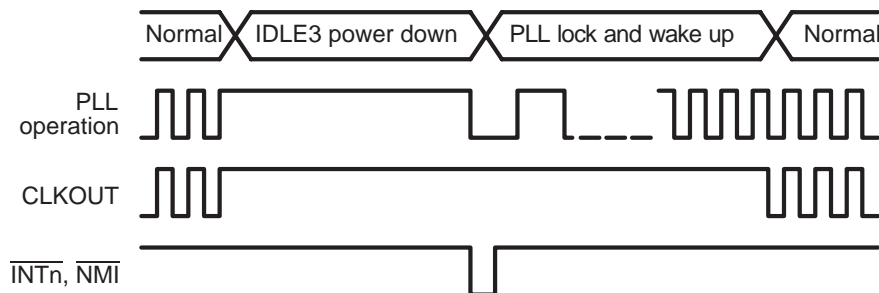 Normal IDLE3 power down PLL lock and wake up Normal
PLL
operation
CLKOUT
INTn, NMI